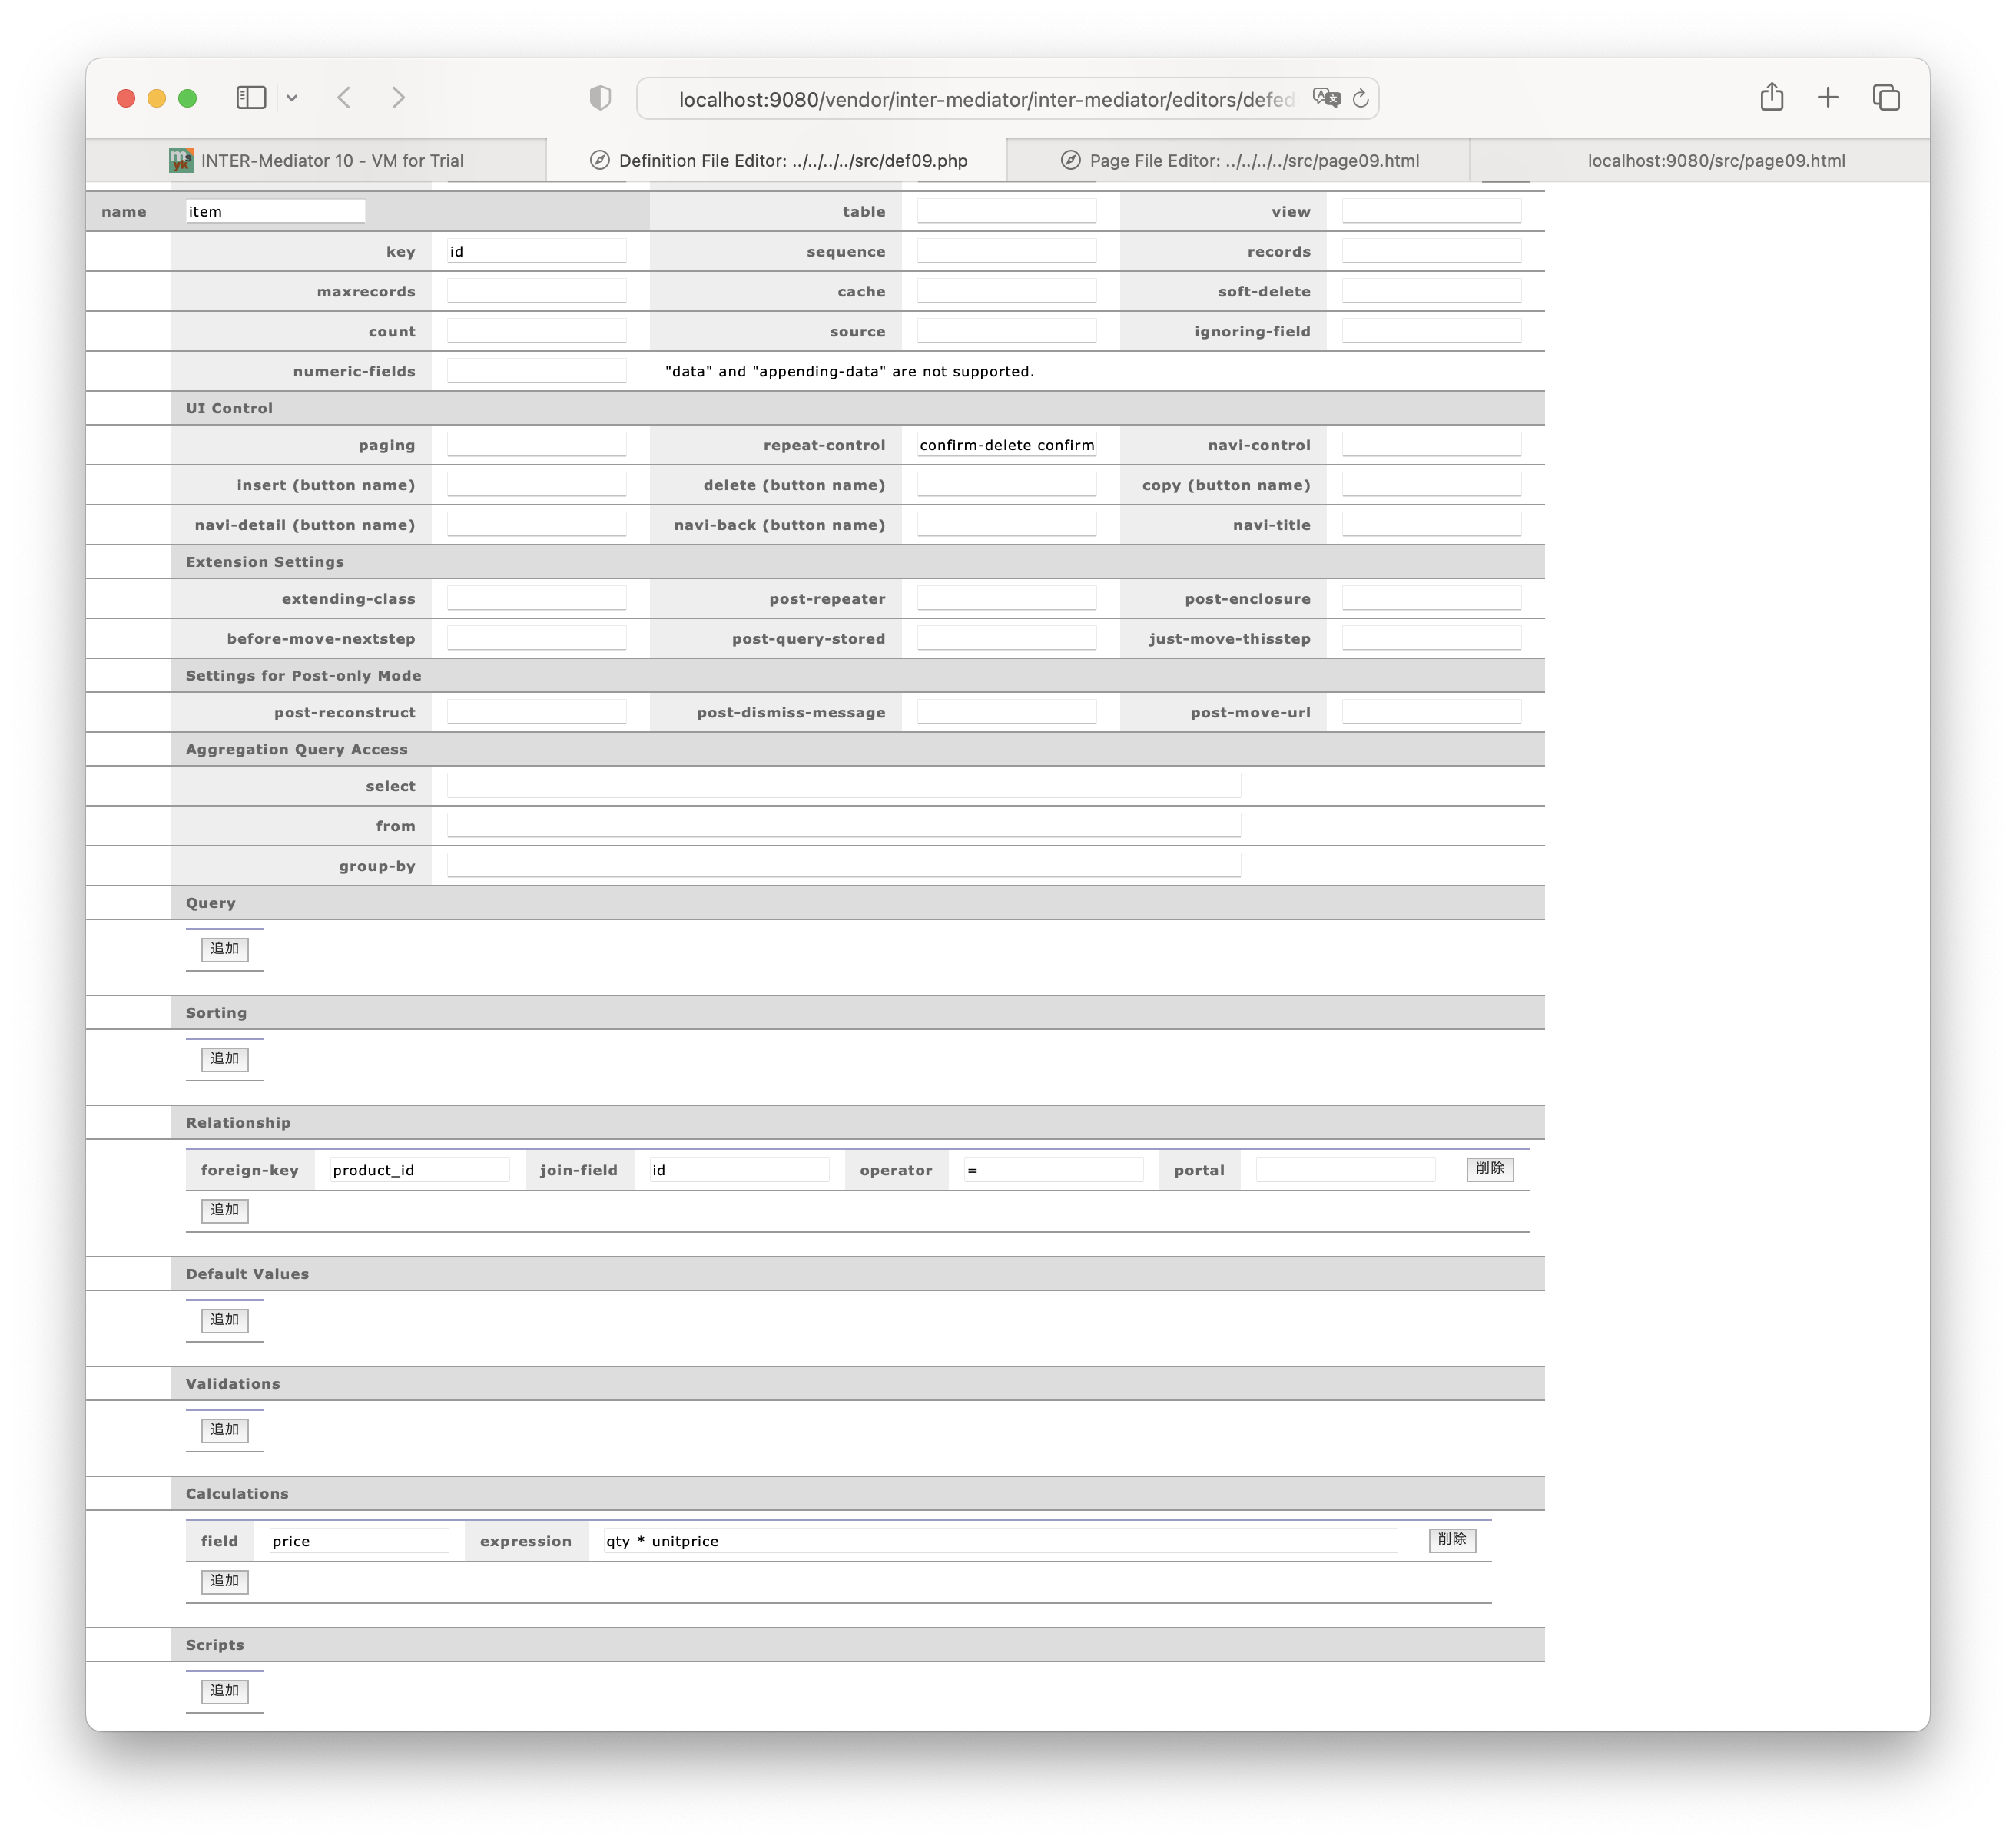 localhost:9080/vendor/inter-mediator/inter-mediator/editors/defed
INTER-Mediator 10 - VM for Trial
Definition File Editor: ../../../../src/def09.php
Page File Editor: ../../../../src/page09.html
localhost:9080/src/page09.html
name item table view
key id sequence records
maxrecords cache soft-delete
count source ignoring-field
numeric-fields "data" and "appending-data" are not supported.
UI Control
paging repeat-control confirm-delete confirm navi-control
insert (button name) delete (button name) copy (button name)
navi-detail (button name) navi-back (button name) navi-title
Extension Settings
extending-class post-repeater post-enclosure
before-move-nextstep post-query-stored just-move-thisstep
Settings for Post-only Mode
post-reconstruct post-dismiss-message post-move-url
Aggregation Query Access
select
from
group-by
Query
追加
Sorting
追加
Relationship
foreign-key product_id join-field id operator = portal 削除
追加
Default Values
追加
Validations
追加
Calculations
field price expression qty * unitprice 削除
追加
Scripts
追加